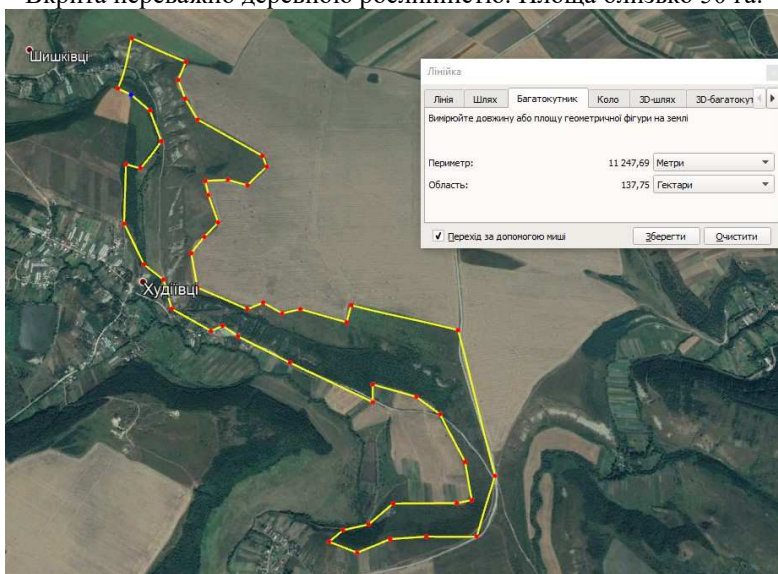 Вкрита переважно деревною рослинністю. Площа близько 50 га.
Шишківці
Лінійка
Лінія Шлях Багатокутник Коло 3D-шлях 3D-багатокут
Вимірюйте довжину або площу геометричної фігури на землі
Периметр: 11 247,69 Метри
Область: 137,75 Гектари
Перехід за допомогою миші Зберегти Очистити
Худіївці